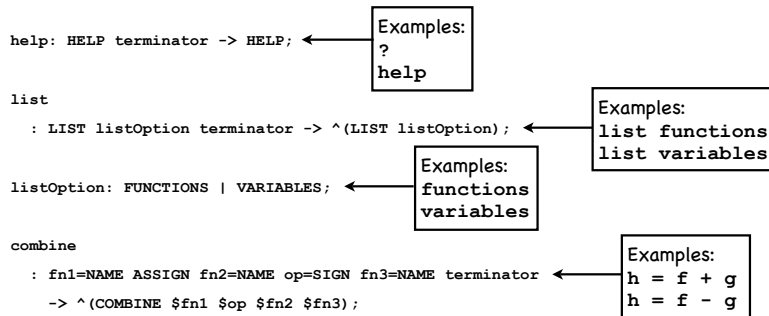 help: HELP terminator -> HELP;
Examples:
?
help
list
: LIST listOption terminator -> ^(LIST listOption);
Examples:
list functions
list variables
listOption: FUNCTIONS | VARIABLES;
Examples:
functions
variables
combine
: fn1=NAME ASSIGN fn2=NAME op=SIGN fn3=NAME terminator
-> ^(COMBINE $fn1 $op $fn2 $fn3);
Examples:
h = f + g
h = f - g